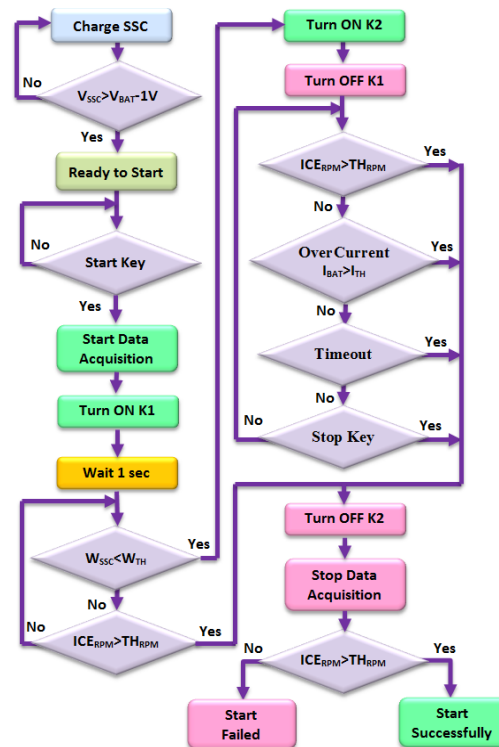 Charge SSC
No
VSSC>VBAT-1V
Yes
Ready to Start
No
Start Key
Yes
Start Data
Acquisition
Turn ON K1
Wait 1 sec
WSSC<WTH
Yes
No
ICERPM>THRPM
No
Yes
Turn ON K2
Turn OFF K1
ICERPM>THRPM
Yes
No
OverCurrent
IBAT>ITH
Yes
No
Timeout
Yes
No
Stop Key
No
Yes
Turn OFF K2
Stop Data
Acquisition
No
ICERPM>THRPM
Yes
Start
Failed
Start
Successfully